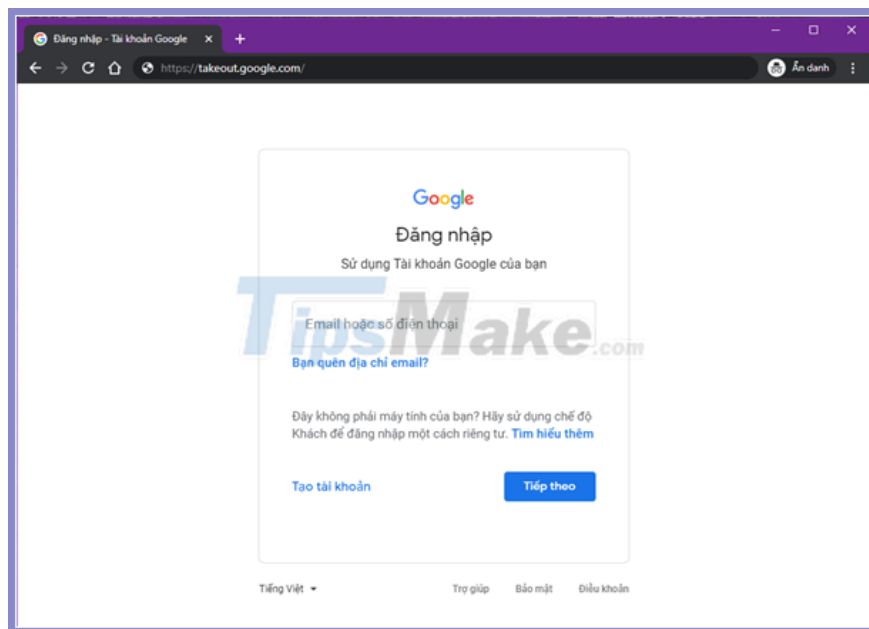 Đăng nhập - Tài khoản Google
https://takeout.google.com/
Ẩn danh
Google
Đăng nhập
Sử dụng Tài khoản Google của bạn
Email hoặc số điện thoại
TipsMake.com
Bạn quên địa chỉ email?
Đây không phải máy tính của bạn? Hãy sử dụng chế độ
Khách để đăng nhập một cách riêng tư. Tìm hiểu thêm
Tạo tài khoản
Tiếp theo
Tiếng Việt
Trợ giúp
Bảo mật
Điều khoản